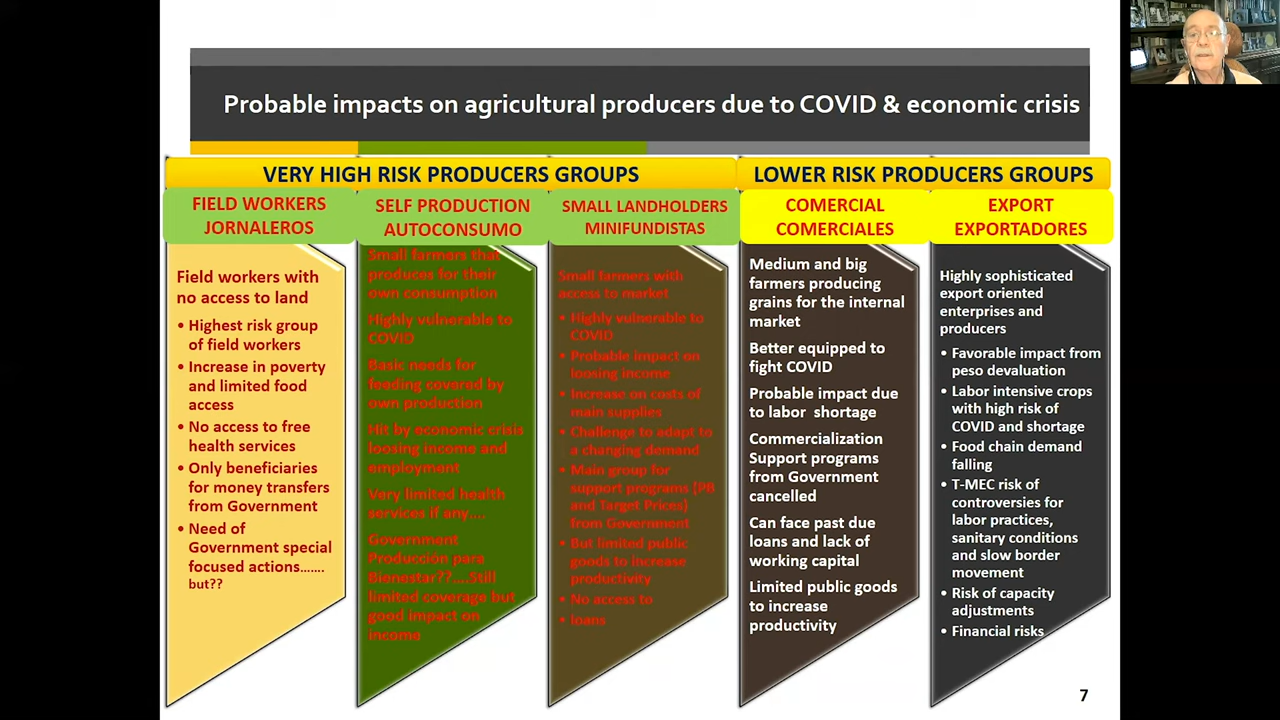 Probable impacts on agricultural producers due to COVID & economic crisis
VERY HIGH RISK PRODUCERS GROUPS
LOWER RISK PRODUCERS GROUPS
FIELD WORKERS
JORNALEROS
SELF PRODUCTION
AUTOCONSUMO
SMALL LANDHOLDERS
MINIFUNDISTAS
COMERCIAL
COMERCIALES
EXPORT
EXPORTADORES
Field workers with
no access to land
• Highest risk group
of field workers
• Increase in poverty
and limited food
access
• No access to free
health services
• Only beneficiaries
for money transfers
from Government
• Need of
Government special
focused actions…….
but??
Small farmers that
produces for their
own consumption
Highly vulnerable to
COVID
Basic needs for
feeding covered by
own production
Hit by economic crisis
loosing income and
employment
Very limited health
services if any….
Government
Producción para
Bienestar??….Still
limited coverage but
good impact on
income
Small farmers with
access to market
• Highly vulnerable to
COVID
• Probable impact on
loosing income
• Increase on costs of
main supplies
• Challenge to adapt to
a changing demand
• Main group for
support programs (PB
and Target Prices)
from Government
• But limited public
goods to increase
productivity
• No access to
• loans
Medium and big
farmers producing
grains for the internal
market
Better equipped to
fight COVID
Probable impact due
to labor shortage
Commercialization
Support programs
from Government
cancelled
Can face past due
loans and lack of
working capital
Limited public goods
to increase
productivity
Highly sophisticated
export oriented
enterprises and
producers
• Favorable impact from
peso devaluation
• Labor intensive crops
with high risk of
COVID and shortage
• Food chain demand
falling
• T-MEC risk of
controversies for
labor practices,
sanitary conditions
and slow border
movement
• Risk of capacity
adjustments
• Financial risks
7